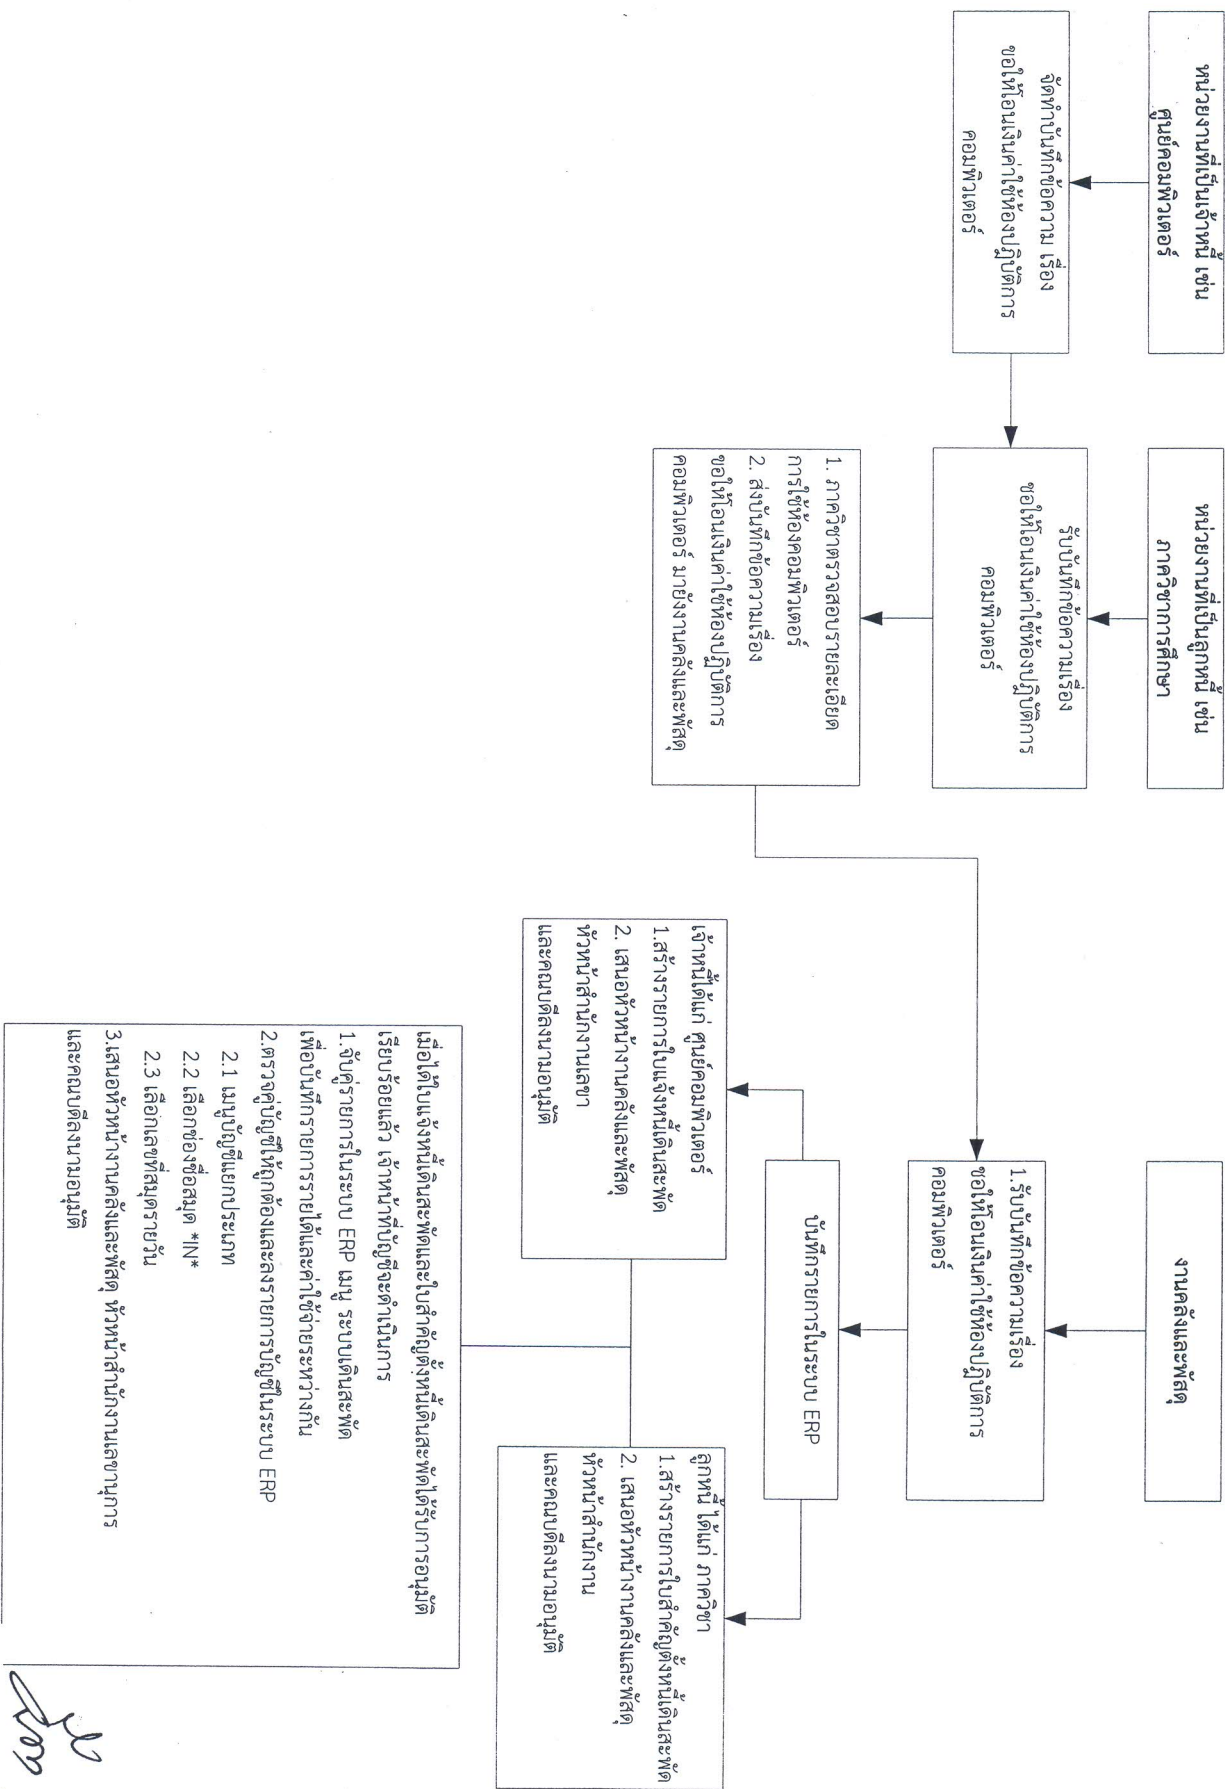 หน่วยงานที่เป็นเจ้าหนี้ เช่น
ศูนย์คอมพิวเตอร์
จัดทำบันทึกข้อความ เรื่อง
ขอให้โอนเงินค่าใช้ห้องปฏิบัติการ
คอมพิวเตอร์
หน่วยงานที่เป็นลูกหนี้ เช่น
ภาควิชาการศึกษา
รับบันทึกข้อความเรื่อง
ขอให้โอนเงินค่าใช้ห้องปฏิบัติการ
คอมพิวเตอร์
1. ภาควิชาตรวจสอบรายละเอียด
การใช้ห้องคอมพิวเตอร์
2. ส่งบันทึกข้อความเรื่อง
ขอให้โอนเงินค่าใช้ห้องปฏิบัติการ
คอมพิวเตอร์ มายังงานคลังและพัสดุ
งานคลังและพัสดุ
1.รับบันทึกข้อความเรื่อง
ขอให้โอนเงินค่าใช้ห้องปฏิบัติการ
คอมพิวเตอร์
บันทึกรายการในระบบ ERP
เจ้าหนี้ได้แก่ ศูนย์คอมพิวเตอร์
1.สร้างรายการใบแจ้งหนี้เดินสะพัด
2. เสนอหัวหน้างานคลังและพัสดุ
หัวหน้าสำนักงานเลขา
และคณบดีลงนามอนุมัติ
ลูกหนี้ ได้แก่ ภาควิชา
1.สร้างรายการใบสำคัญตั้งหนี้เดินสะพัด
2. เสนอหัวหน้างานคลังและพัสดุ
หัวหน้าสำนักงาน
และคณบดีลงนามอนุมัติ
เมื่อได้ใบแจ้งหนี้เดินสะพัดและใบสำคัญตั้งหนี้เดินสะพัดได้รับการอนุมัติ
เรียบร้อยแล้ว เจ้าหน้าที่บัญชีจะดำเนินการ
1.จับคู่รายการในระบบ ERP เมนู ระบบเดินสะพัด
เพื่อบันทึกรายการรายได้และค่าใช้จ่ายระหว่างกัน
2.ตรวจคู่บัญชีให้ถูกต้องและลงรายการบัญชีในระบบ ERP
2.1 เมนูบัญชีแยกประเภท
2.2 เลือกช่องชื่อสมุด *IN*
2.3 เลือกเลขที่สมุดรายวัน
3.เสนอหัวหน้างานคลังและพัสดุ หัวหน้าสำนักงานเลขานุการ
และคณบดีลงนามอนุมัติ